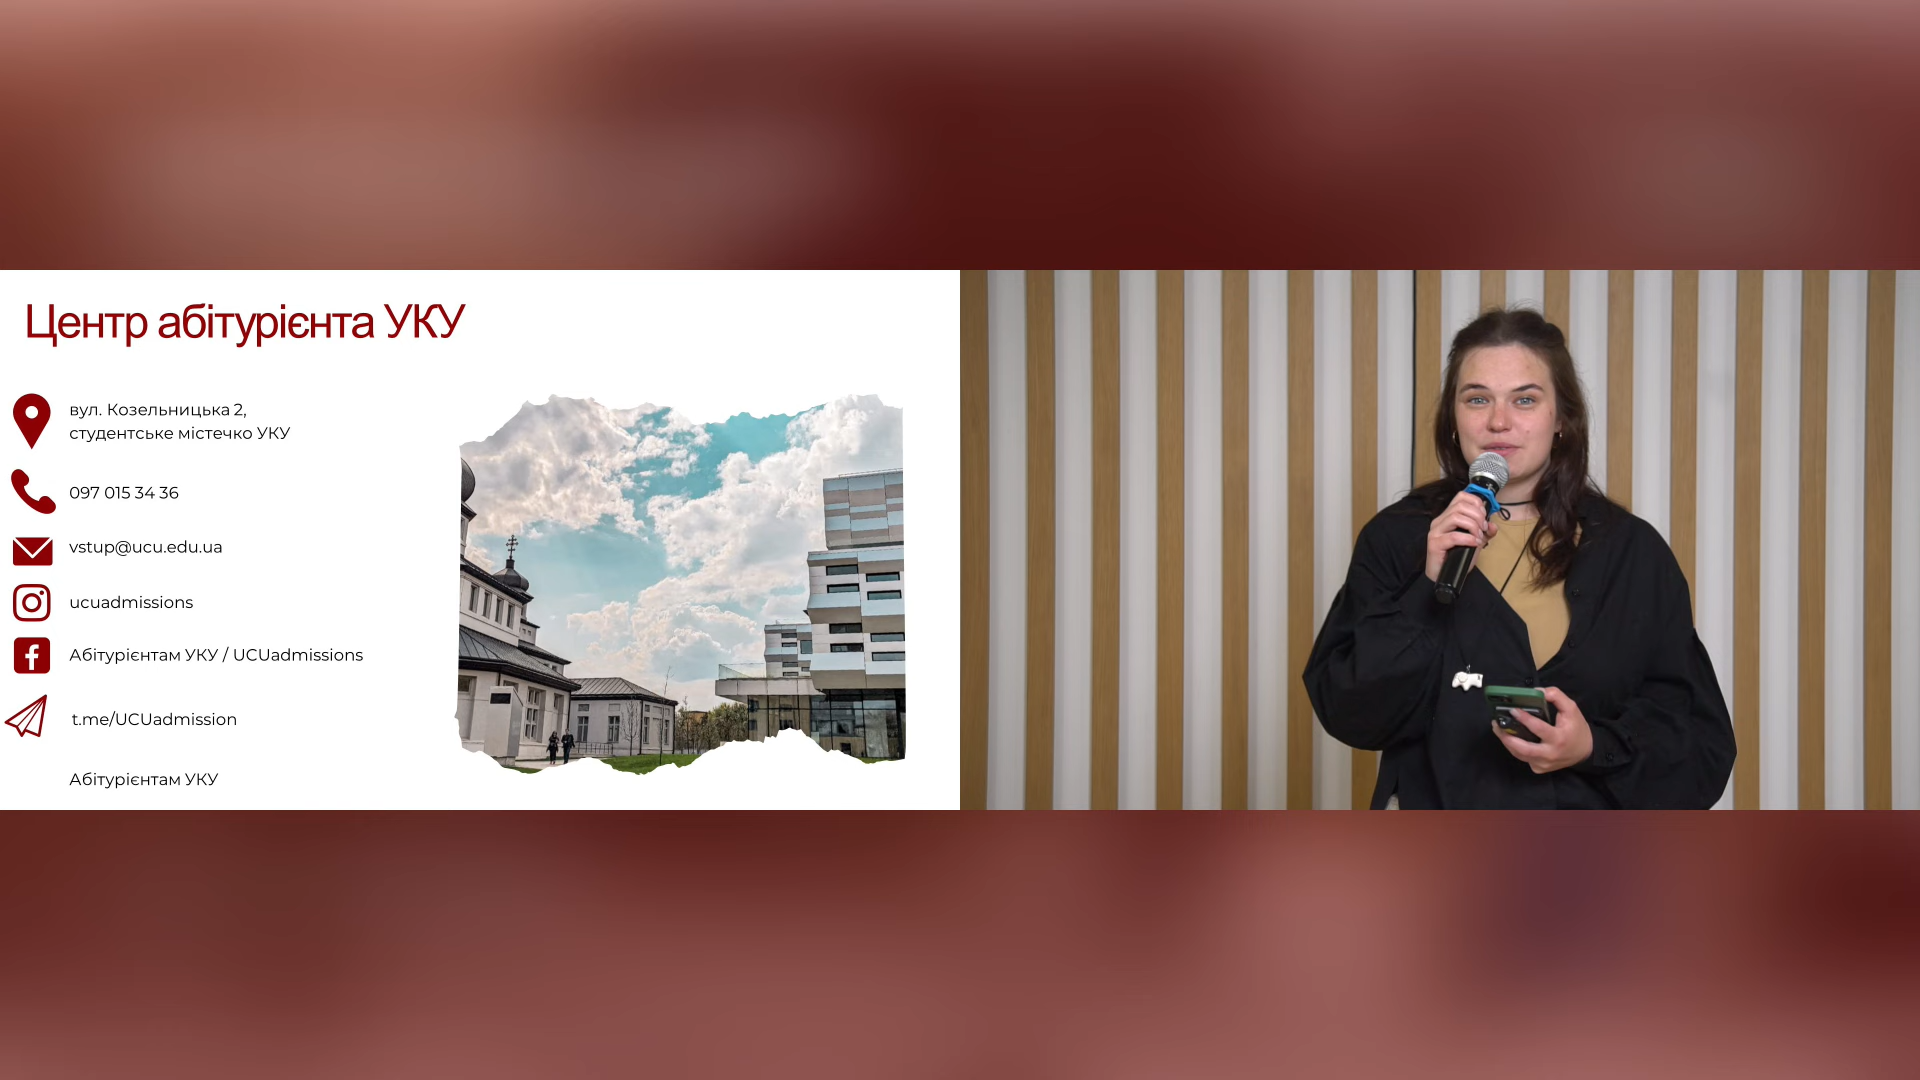 Центр абітурієнта УКУ
вул. Козельницька 2,
студентське містечко УКУ
097 015 34 36
vstup@ucu.edu.ua
ucuadmissions
Абітурієнтам УКУ / UCUadmissions
t.me/UCUadmission
Абітурієнтам УКУ